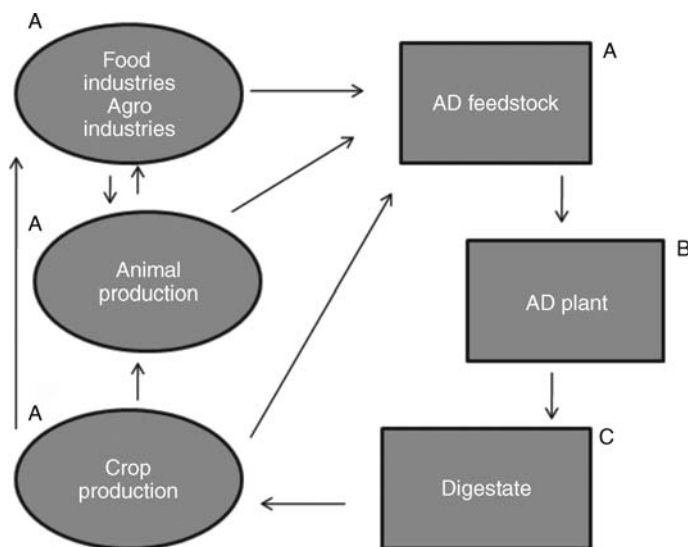 A
Food
industries
Agro
industries
A
AD feedstock
A
Animal
production
B
AD plant
A
Crop
production
C
Digestate